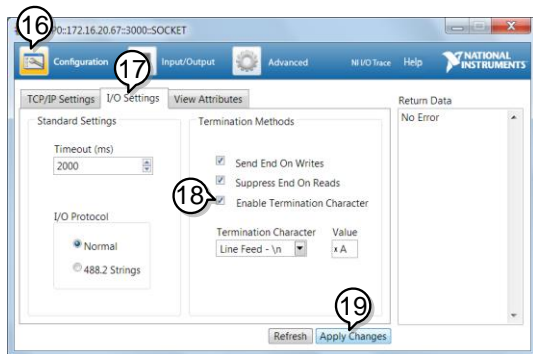 16
P0::172.16.20.67::3000::SOCKET
Configuration
17
Input/Output
Advanced
NI I/O Trace
Help
NATIONAL INSTRUMENTS
TCP/IP Settings
I/O Settings
View Attributes
Return Data
Standard Settings
Termination Methods
No Error
Timeout (ms)
2000
Send End On Writes
Suppress End On Reads
18
Enable Termination Character
I/O Protocol
Termination Character
Value
Normal
Line Feed - \n
x A
488.2 Strings
19
Refresh
Apply Changes